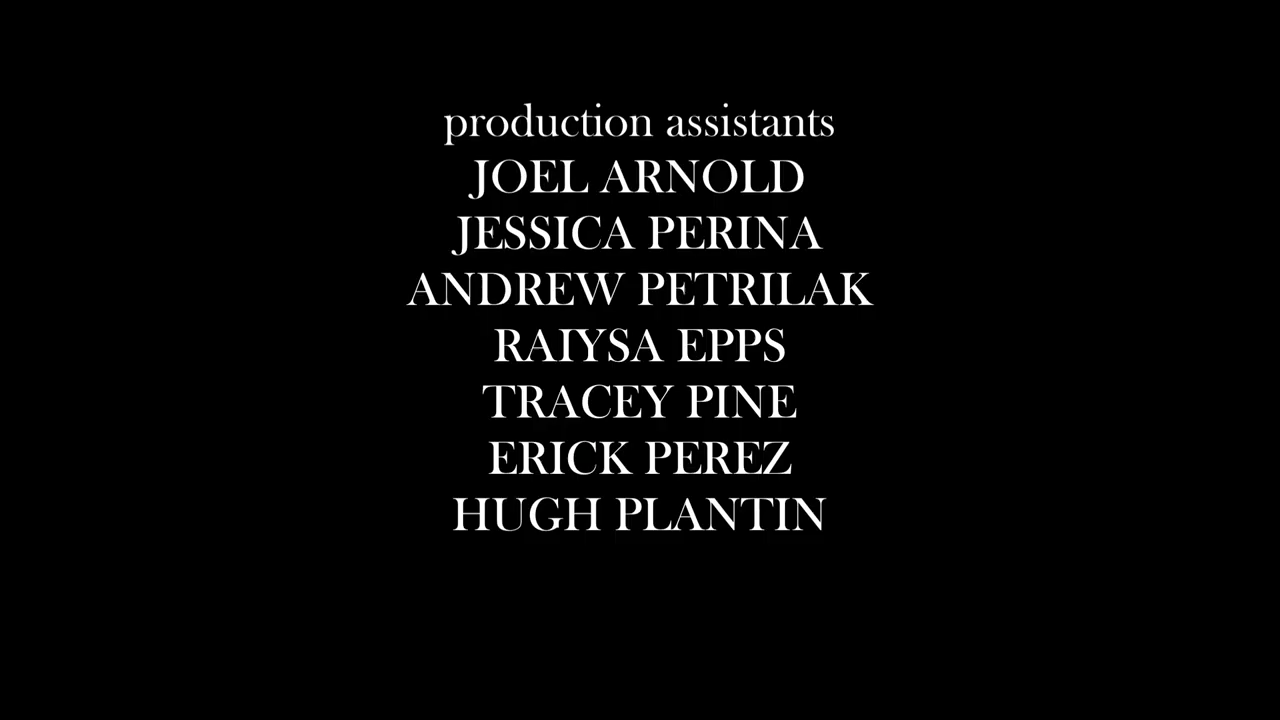 production assistants
JOEL ARNOLD
JESSICA PERINA
ANDREW PETRILAK
RAIYSA EPPS
TRACEY PINE
ERICK PEREZ
HUGH PLANTIN